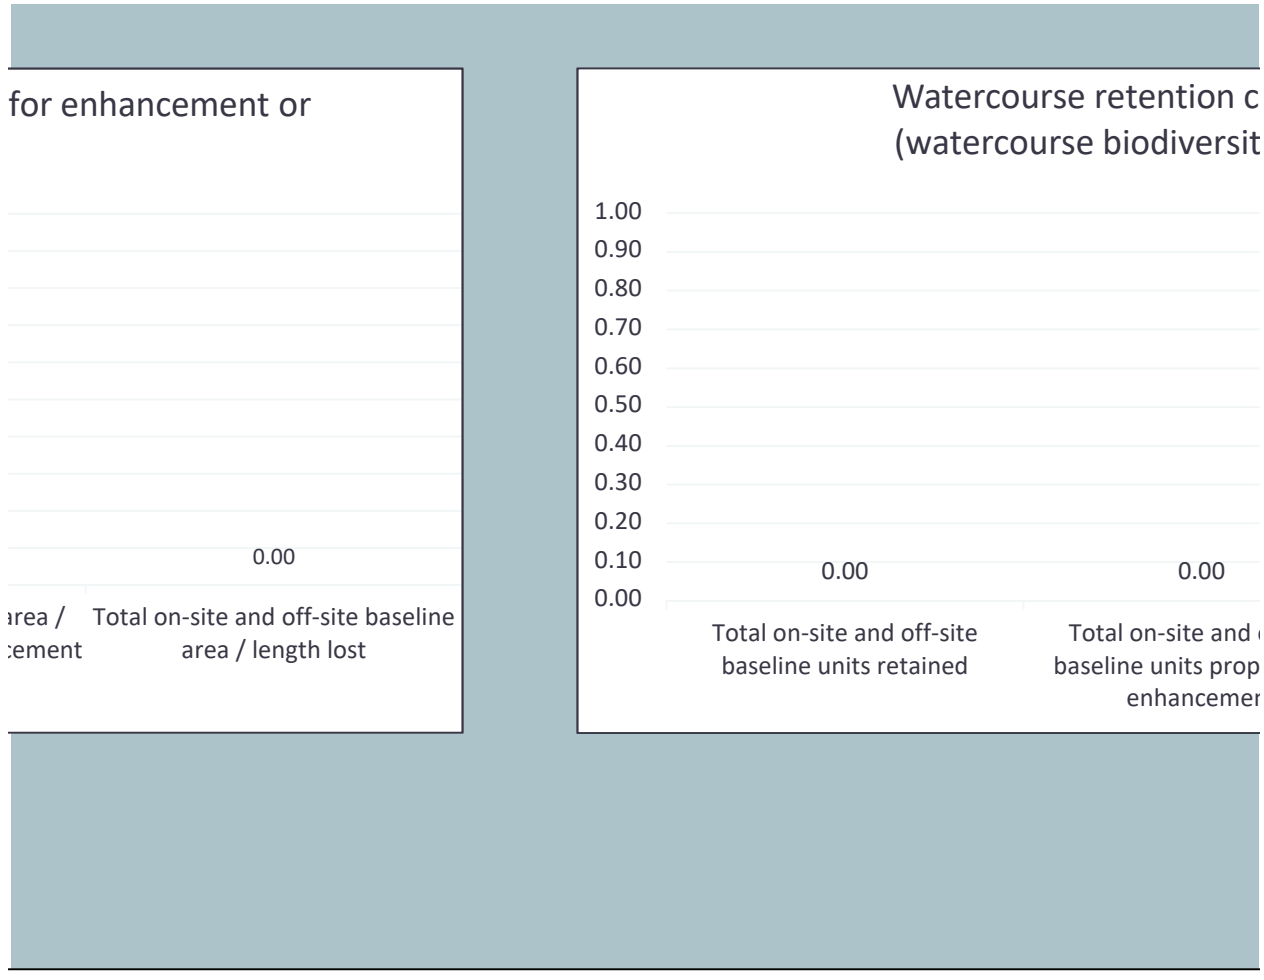 for enhancement or
0.00
area /
cement
Total on-site and off-site baseline
area / length lost
Watercourse retention c
(watercourse biodiversit
1.00
0.90
0.80
0.70
0.60
0.50
0.40
0.30
0.20
0.10
0.00
0.00
0.00
Total on-site and off-site
baseline units retained
Total on-site and
baseline units prop
enhancemen